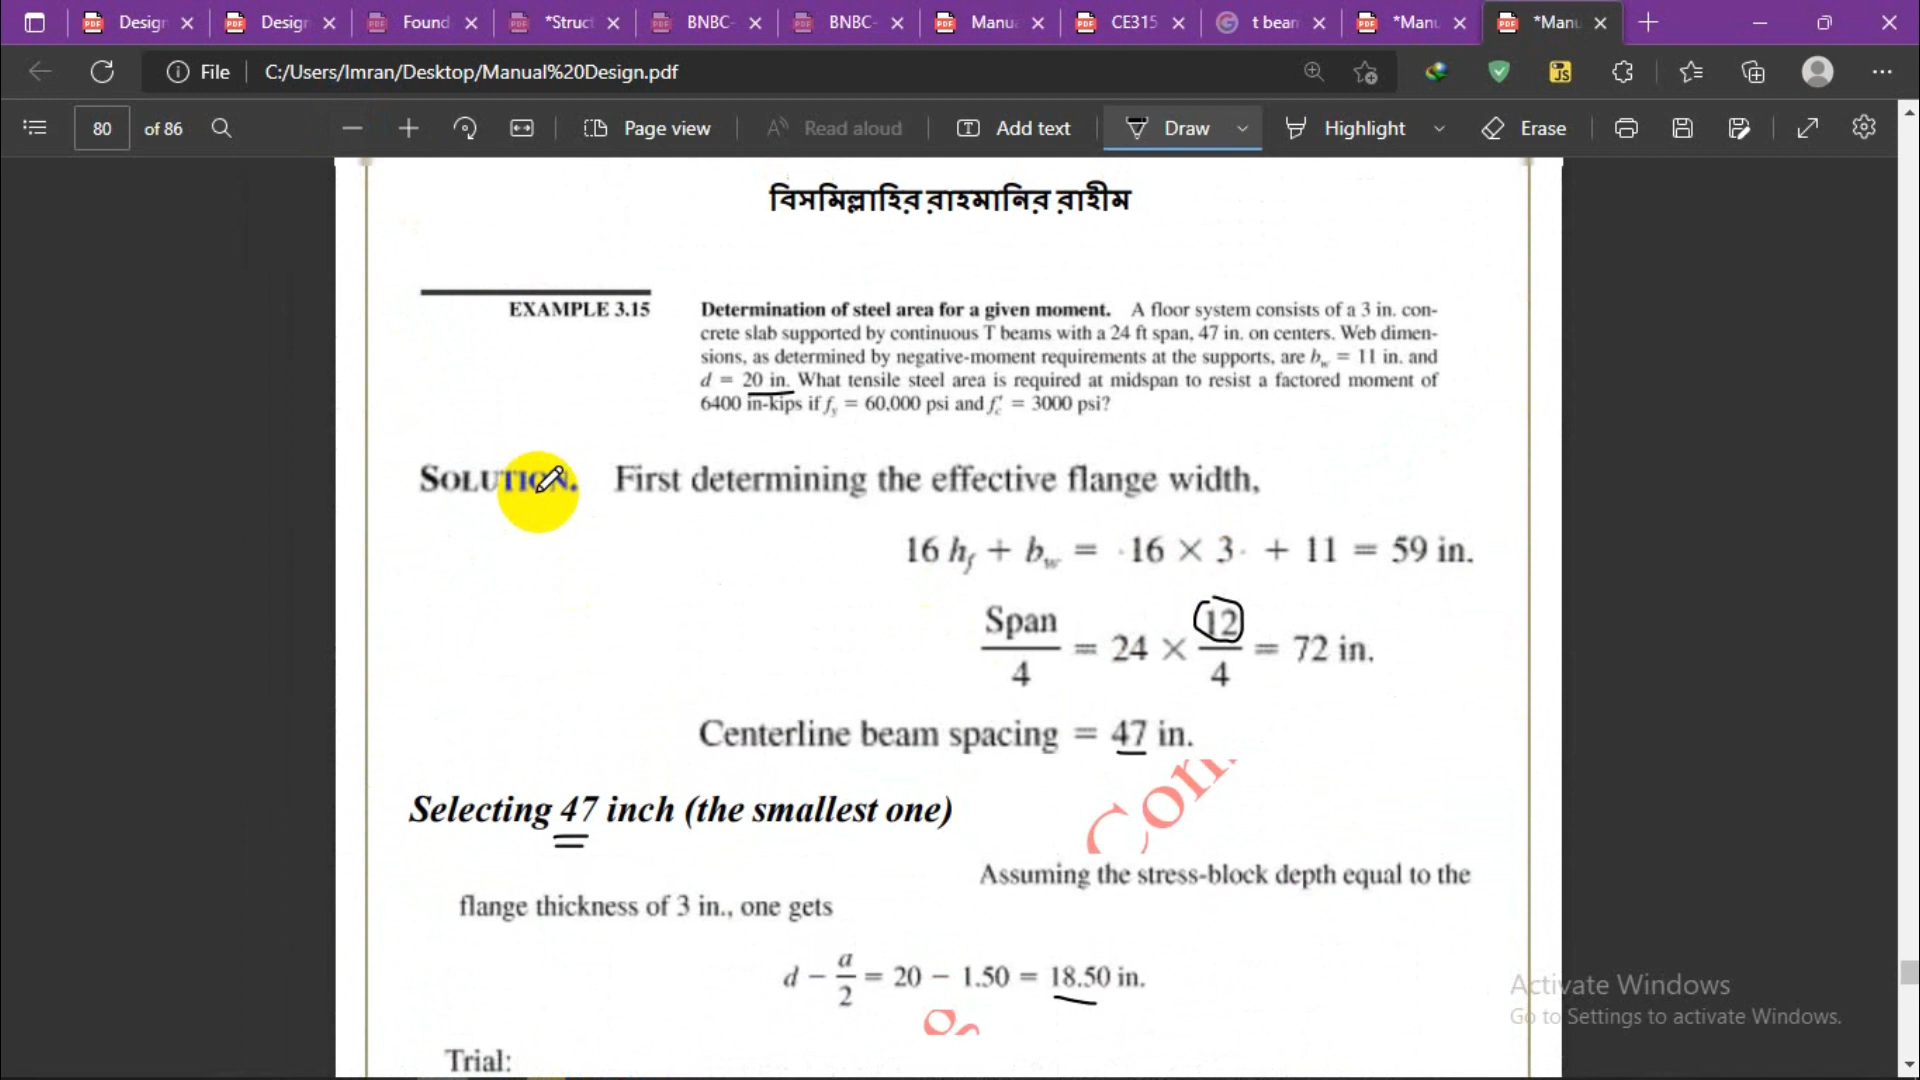 Design
Design
Found
*Struct
BNBC-
BNBC-
Manu
CE315
t bear
*Manu
*Manu
File
C:/Users/Imran/Desktop/Manual%20Design.pdf
80 of 86
Page view
Read aloud
Add text
Draw
Highlight
Erase
বিসমিল্লাহির রাহমানির রাহীম
EXAMPLE 3.15
Determination of steel area for a given moment. A floor system consists of a 3 in. con-
crete slab supported by continuous T beams with a 24 ft span, 47 in. on centers. Web dimen-
sions, as determined by negative-moment requirements at the supports, are b_w = 11 in. and
d = 20 in. What tensile steel area is required at midspan to resist a factored moment of
6400 in-kips if f_y = 60,000 psi and f'_c = 3000 psi?
SOLUTION. First determining the effective flange width,
16 h_f + b_w = 16 × 3 + 11 = 59 in.
Span/4 = 24 × 12/4 = 72 in.
Centerline beam spacing = 47 in.
Com
Selecting 47 inch (the smallest one)
Assuming the stress-block depth equal to the
flange thickness of 3 in., one gets
d − a/2 = 20 − 1.50 = 18.50 in.
Trial:
Activate Windows
Go to Settings to activate Windows.